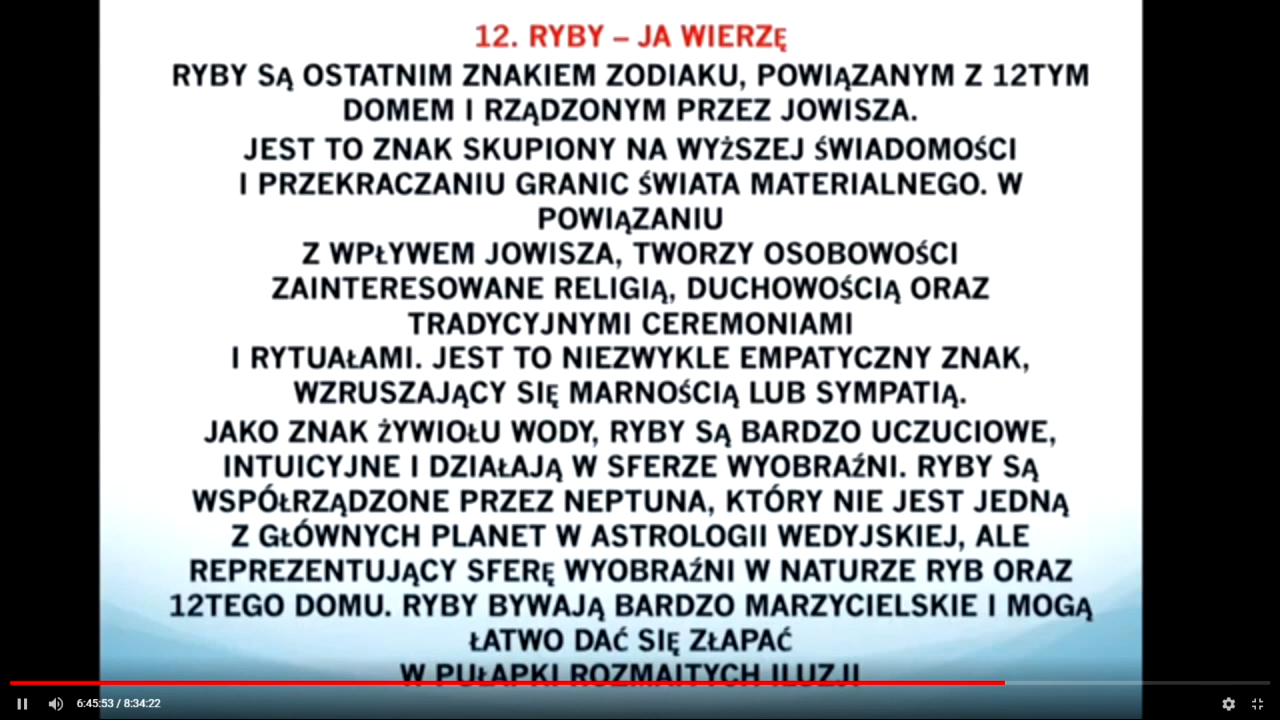 12. RYBY – JA WIERZĘ
RYBY SĄ OSTATNIM ZNAKIEM ZODIAKU, POWIĄZANYM Z 12TYM
DOMEM I RZĄDZONYM PRZEZ JOWISZA.
JEST TO ZNAK SKUPIONY NA WYŻSZEJ ŚWIADOMOŚCI
I PRZEKRACZANIU GRANIC ŚWIATA MATERIALNEGO. W
POWIĄZANIU
Z WPŁYWEM JOWISZA, TWORZY OSOBOWOŚCI
ZAINTERESOWANE RELIGIĄ, DUCHOWOŚCIĄ ORAZ
TRADYCYJNYMI CEREMONIAMI
I RYTUAŁAMI. JEST TO NIEZWYKLE EMPATYCZNY ZNAK,
WZRUSZAJĄCY SIĘ MARNOŚCIĄ LUB SYMPATIĄ.
JAKO ZNAK ŻYWIOŁU WODY, RYBY SĄ BARDZO UCZUCIOWE,
INTUICYJNE I DZIAŁAJĄ W SFERZE WYOBRAŹNI. RYBY SĄ
WSPÓŁRZĄDZONE PRZEZ NEPTUNA, KTÓRY NIE JEST JEDNĄ
Z GŁÓWNYCH PLANET W ASTROLOGII WEDYJSKIEJ, ALE
REPREZENTUJĄCY SFERĘ WYOBRAŹNI W NATURZE RYB ORAZ
12TEGO DOMU. RYBY BYWAJĄ BARDZO MARZYCIELSKIE I MOGĄ
ŁATWO DAĆ SIĘ ZŁAPAĆ
W PUŁAPKI ROZMAITYCH ILUZJI
6:45:53 / 8:34:22